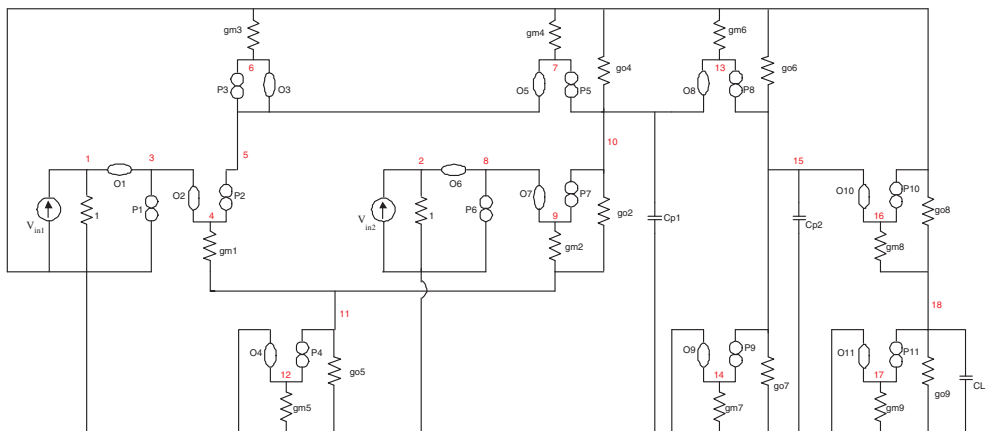 gm3
gm4
gm6
6
7
go4
13
go6
P3
O3
O5
P5
O8
P8
10
1
3
5
2
8
15
O1
O6
O2
P2
O7
P7
O10
P10
P1
4
P6
9
go2
16
go8
Vin1
1
gm1
Vin2
1
gm2
Cp1
Cp2
gm8
11
18
O4
P4
O9
P9
O11
P11
12
go5
14
go7
17
go9
CL
gm5
gm7
gm9